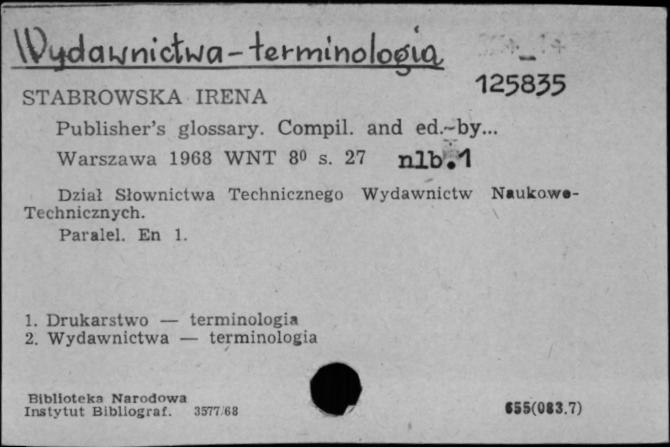 Wydawnictwa-terminologia
125835
STABROWSKA IRENA
Publisher's glossary. Compil. and ed.-by...
Warszawa 1968 WNT 8⁰ s. 27 nlb.1
Dział Słownictwa Technicznego Wydawnictw Naukowo-
Technicznych.
Paralel. En 1.
1. Drukarstwo — terminologia
2. Wydawnictwa — terminologia
Biblioteka Narodowa
Instytut Bibliograf. 3577/68
655(083.7)